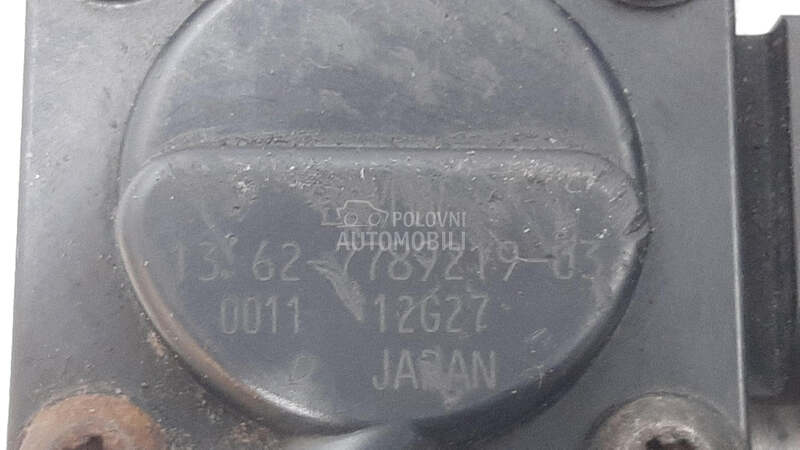 POLOVNI
AUTOMOBILI
13.62-7789219-03
0011 12G27
JAPAN